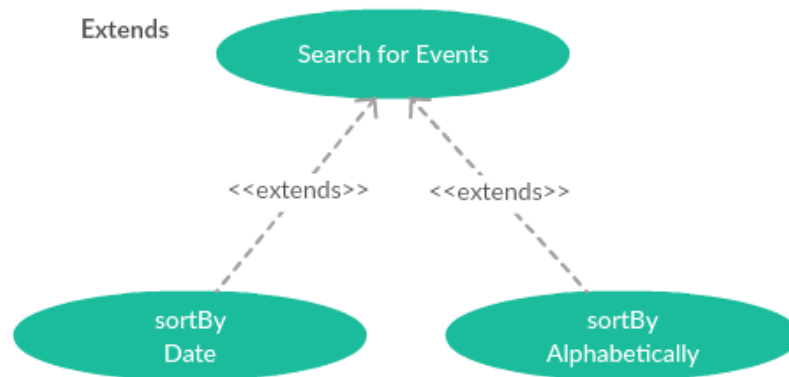 Extends
Search for Events
<<extends>>
<<extends>>
sortBy
Date
sortBy
Alphabetically